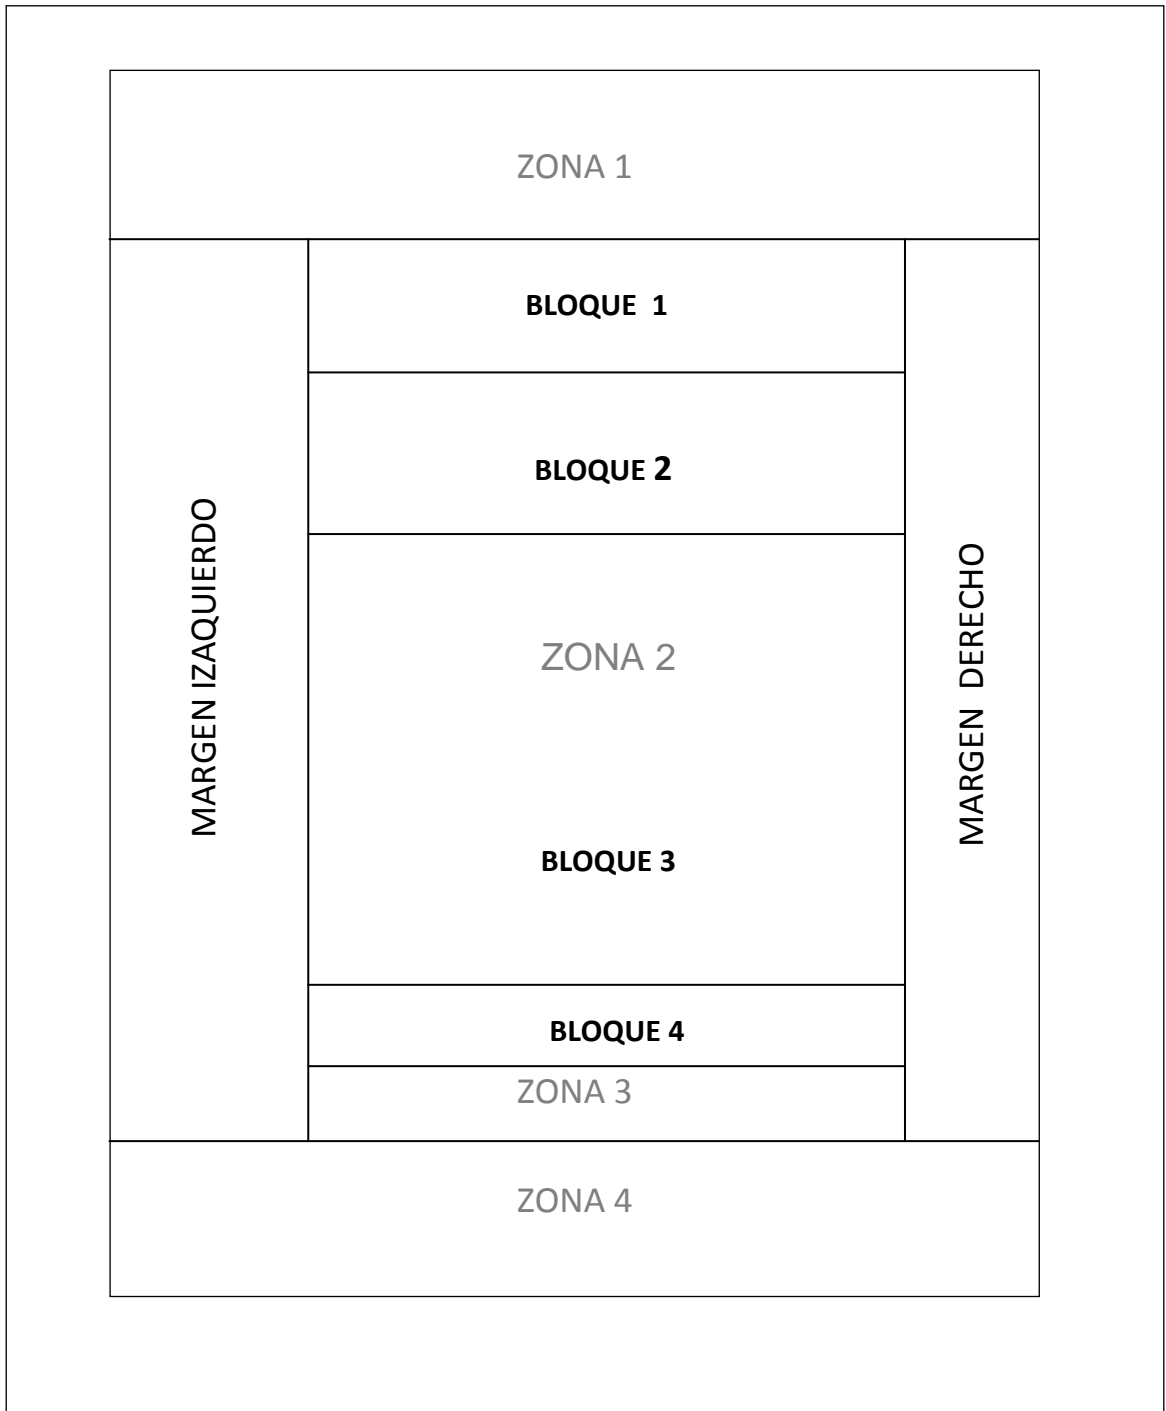 ZONA 1
BLOQUE 1
BLOQUE 2
MARGEN IZAQUIERDO
ZONA 2
MARGEN DERECHO
BLOQUE 3
BLOQUE 4
ZONA 3
ZONA 4